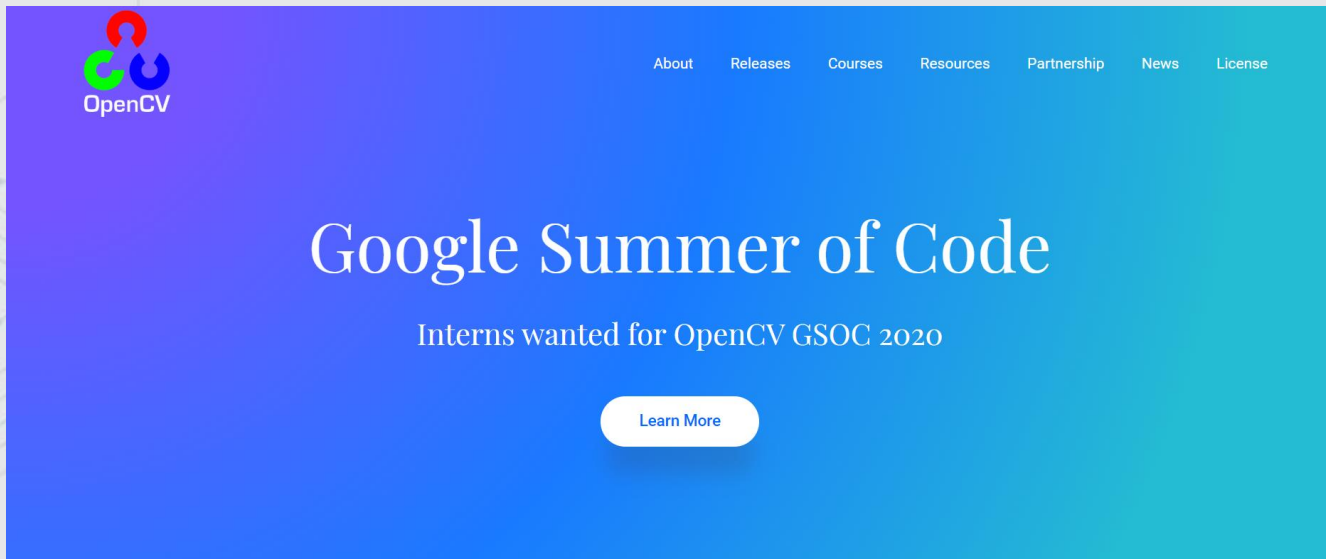 OpenCV
About Releases Courses Resources Partnership News License
Google Summer of Code
Interns wanted for OpenCV GSOC 2020
Learn More